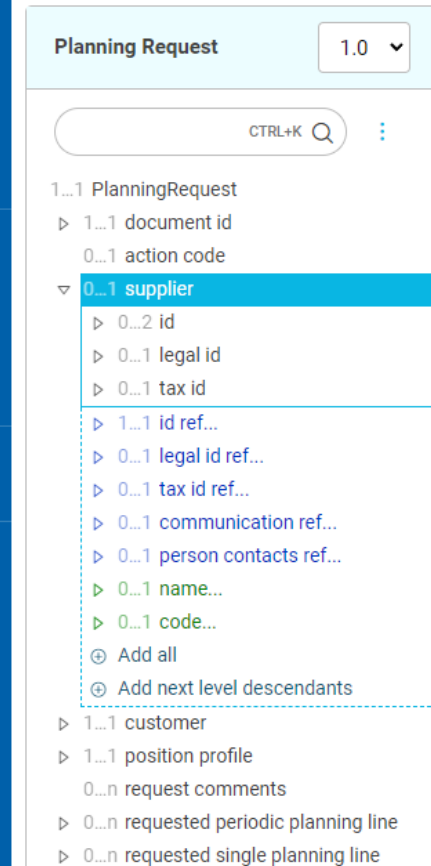 Planning Request 1.0
CTRL+K
1...1 PlanningRequest
1...1 document id
0...1 action code
0...1 supplier
0...2 id
0...1 legal id
0...1 tax id
1...1 id ref...
0...1 legal id ref...
0...1 tax id ref...
0...1 communication ref...
0...1 person contacts ref...
0...1 name...
0...1 code...
Add all
Add next level descendants
1...1 customer
1...1 position profile
0...n request comments
0...n requested periodic planning line
0...n requested single planning line